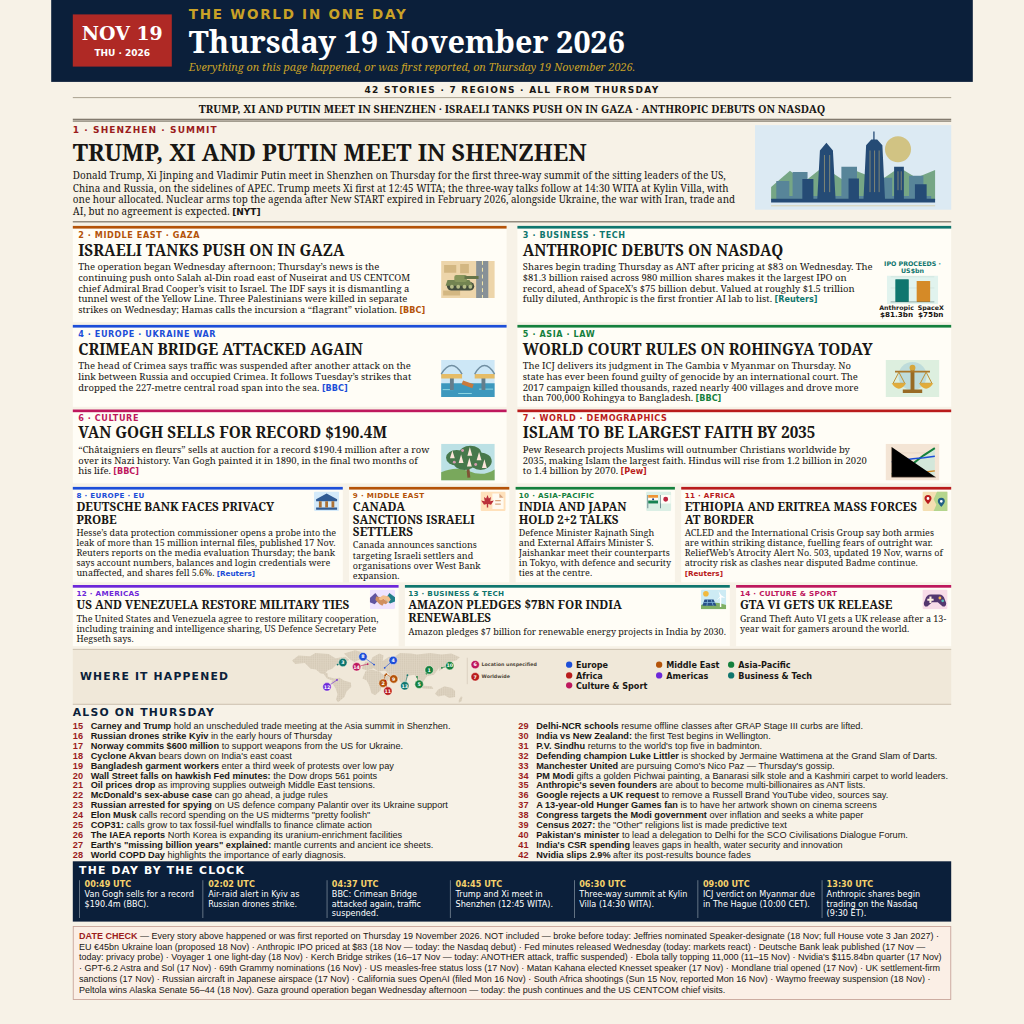 NOV 19
THU · 2026
THE WORLD IN ONE DAY
Thursday 19 November 2026
Everything on this page happened, or was first reported, on Thursday 19 November 2026.
42 STORIES · 7 REGIONS · ALL FROM THURSDAY
TRUMP, XI AND PUTIN MEET IN SHENZHEN · ISRAELI TANKS PUSH ON IN GAZA · ANTHROPIC DEBUTS ON NASDAQ
1 · SHENZHEN · SUMMIT
TRUMP, XI AND PUTIN MEET IN SHENZHEN
Donald Trump, Xi Jinping and Vladimir Putin meet in Shenzhen on Thursday for the first three-way summit of the sitting leaders of the US,
China and Russia, on the sidelines of APEC. Trump meets Xi first at 12:45 WITA; the three-way talks follow at 14:30 WITA at Kylin Villa, with
one hour allocated. Nuclear arms top the agenda after New START expired in February 2026, alongside Ukraine, the war with Iran, trade and
AI, but no agreement is expected. [NYT]
2 · MIDDLE EAST · GAZA
ISRAELI TANKS PUSH ON IN GAZA
The operation began Wednesday afternoon; Thursday's news is the
continuing push onto Salah al-Din road east of Nuseirat and US CENTCOM
chief Admiral Brad Cooper's visit to Israel. The IDF says it is dismantling a
tunnel west of the Yellow Line. Three Palestinians were killed in separate
strikes on Wednesday; Hamas calls the incursion a “flagrant” violation. [BBC]
3 · BUSINESS · TECH
ANTHROPIC DEBUTS ON NASDAQ
Shares begin trading Thursday as ANT after pricing at $83 on Wednesday. The
$81.3 billion raised across 980 million shares makes it the largest IPO on
record, ahead of SpaceX's $75 billion debut. Valued at roughly $1.5 trillion
fully diluted, Anthropic is the first frontier AI lab to list. [Reuters]
IPO PROCEEDS ·
US$bn
Anthropic SpaceX
$81.3bn $75bn
4 · EUROPE · UKRAINE WAR
CRIMEAN BRIDGE ATTACKED AGAIN
The head of Crimea says traffic was suspended after another attack on the
link between Russia and occupied Crimea. It follows Tuesday's strikes that
dropped the 227-metre central road span into the sea. [BBC]
5 · ASIA · LAW
WORLD COURT RULES ON ROHINGYA TODAY
The ICJ delivers its judgment in The Gambia v Myanmar on Thursday. No
state has ever been found guilty of genocide by an international court. The
2017 campaign killed thousands, razed nearly 400 villages and drove more
than 700,000 Rohingya to Bangladesh. [BBC]
6 · CULTURE
VAN GOGH SELLS FOR RECORD $190.4M
“Châtaigniers en fleurs” sells at auction for a record $190.4 million after a row
over its Nazi history. Van Gogh painted it in 1890, in the final two months of
his life. [BBC]
7 · WORLD · DEMOGRAPHICS
ISLAM TO BE LARGEST FAITH BY 2035
Pew Research projects Muslims will outnumber Christians worldwide by
2035, making Islam the largest faith. Hindus will rise from 1.2 billion in 2020
to 1.4 billion by 2070. [Pew]
8 · EUROPE · EU
DEUTSCHE BANK FACES PRIVACY
PROBE
Hesse's data protection commissioner opens a probe into the
leak of more than 15 million internal files, published 17 Nov.
Reuters reports on the media evaluation Thursday; the bank
says account numbers, balances and login credentials were
unaffected, and shares fell 5.6%. [Reuters]
9 · MIDDLE EAST
CANADA
SANCTIONS ISRAELI
SETTLERS
Canada announces sanctions
targeting Israeli settlers and
organisations over West Bank
expansion.
10 · ASIA-PACIFIC
INDIA AND JAPAN
HOLD 2+2 TALKS
Defence Minister Rajnath Singh
and External Affairs Minister S.
Jaishankar meet their counterparts
in Tokyo, with defence and security
ties at the centre.
11 · AFRICA
ETHIOPIA AND ERITREA MASS FORCES
AT BORDER
ACLED and the International Crisis Group say both armies
are within striking distance, fuelling fears of outright war.
ReliefWeb's Atrocity Alert No. 503, updated 19 Nov, warns of
atrocity risk as clashes near disputed Badme continue.
[Reuters]
12 · AMERICAS
US AND VENEZUELA RESTORE MILITARY TIES
The United States and Venezuela agree to restore military cooperation,
including training and intelligence sharing, US Defence Secretary Pete
Hegseth says.
13 · BUSINESS & TECH
AMAZON PLEDGES $7BN FOR INDIA
RENEWABLES
Amazon pledges $7 billion for renewable energy projects in India by 2030.
14 · CULTURE & SPORT
GTA VI GETS UK RELEASE
Grand Theft Auto VI gets a UK release after a 13-
year wait for gamers around the world.
WHERE IT HAPPENED
6 Location unspecified
7 Worldwide
Europe
Middle East
Asia-Pacific
Africa
Americas
Business & Tech
Culture & Sport
ALSO ON THURSDAY
15 Carney and Trump hold an unscheduled trade meeting at the Asia summit in Shenzhen.
16 Russian drones strike Kyiv in the early hours of Thursday
17 Norway commits $600 million to support weapons from the US for Ukraine.
18 Cyclone Akvan bears down on India's east coast
19 Bangladesh garment workers enter a third week of protests over low pay
20 Wall Street falls on hawkish Fed minutes: the Dow drops 561 points
21 Oil prices drop as improving supplies outweigh Middle East tensions.
22 McDonald's sex-abuse case can go ahead, a judge rules
23 Russian arrested for spying on US defence company Palantir over its Ukraine support
24 Elon Musk calls record spending on the US midterms "pretty foolish"
25 COP31: calls grow to tax fossil-fuel windfalls to finance climate action
26 The IAEA reports North Korea is expanding its uranium-enrichment facilities
27 Earth's "missing billion years" explained: mantle currents and ancient ice sheets.
28 World COPD Day highlights the importance of early diagnosis.
29 Delhi-NCR schools resume offline classes after GRAP Stage III curbs are lifted.
30 India vs New Zealand: the first Test begins in Wellington.
31 P.V. Sindhu returns to the world's top five in badminton.
32 Defending champion Luke Littler is shocked by Jermaine Wattimena at the Grand Slam of Darts.
33 Manchester United are pursuing Como's Nico Paz — Thursday's gossip.
34 PM Modi gifts a golden Pichwai painting, a Banarasi silk stole and a Kashmiri carpet to world leaders.
35 Anthropic's seven founders are about to become multi-billionaires as ANT lists.
36 Google rejects a UK request to remove a Russell Brand YouTube video, sources say.
37 A 13-year-old Hunger Games fan is to have her artwork shown on cinema screens
38 Congress targets the Modi government over inflation and seeks a white paper
39 Census 2027: the "Other" religions list is made predictive text
40 Pakistan's minister to lead a delegation to Delhi for the SCO Civilisations Dialogue Forum.
41 India's CSR spending leaves gaps in health, water security and innovation
42 Nvidia slips 2.9% after its post-results bounce fades
THE DAY BY THE CLOCK
00:49 UTC
Van Gogh sells for a record
$190.4m (BBC).
02:02 UTC
Air-raid alert in Kyiv as
Russian drones strike.
04:37 UTC
BBC: Crimean Bridge
attacked again, traffic
suspended.
04:45 UTC
Trump and Xi meet in
Shenzhen (12:45 WITA).
06:30 UTC
Three-way summit at Kylin
Villa (14:30 WITA).
09:00 UTC
ICJ verdict on Myanmar due
in The Hague (10:00 CET).
13:30 UTC
Anthropic shares begin
trading on the Nasdaq
(9:30 ET).
DATE CHECK — Every story above happened or was first reported on Thursday 19 November 2026. NOT included — broke before today: Jeffries nominated Speaker-designate (18 Nov; full House vote 3 Jan 2027) ·
EU €45bn Ukraine loan (proposed 18 Nov) · Anthropic IPO priced at $83 (18 Nov — today: the Nasdaq debut) · Fed minutes released Wednesday (today: markets react) · Deutsche Bank leak published (17 Nov —
today: privacy probe) · Voyager 1 one light-day (18 Nov) · Kerch Bridge strikes (16–17 Nov — today: ANOTHER attack, traffic suspended) · Ebola tally topping 11,000 (11–15 Nov) · Nvidia's $115.84bn quarter (17 Nov)
· GPT-6.2 Astra and Sol (17 Nov) · 69th Grammy nominations (16 Nov) · US measles-free status loss (17 Nov) · Matan Kahana elected Knesset speaker (17 Nov) · Mondlane trial opened (17 Nov) · UK settlement-firm
sanctions (17 Nov) · Russian aircraft in Japanese airspace (17 Nov) · California sues OpenAI (filed Mon 16 Nov) · South Africa shootings (Sun 15 Nov, reported Mon 16 Nov) · Waymo freeway suspension (18 Nov) ·
Peltola wins Alaska Senate 56–44 (18 Nov). Gaza ground operation began Wednesday afternoon — today: the push continues and the US CENTCOM chief visits.